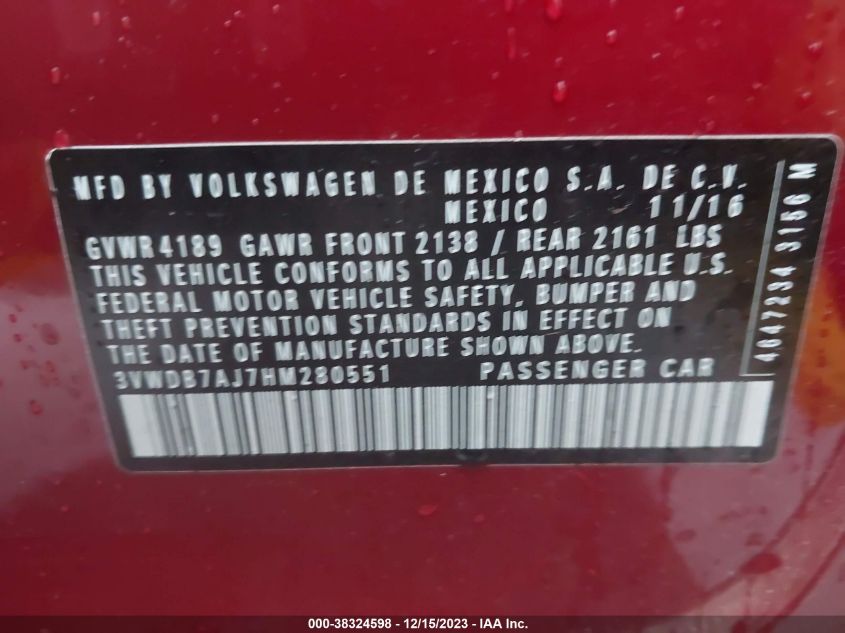 MFD BY VOLKSWAGEN DE MEXICO S.A. DE C.V.
MEXICO 11/16
GVWR 4189 GAWR FRONT 2138 / REAR 2161 LBS
THIS VEHICLE CONFORMS TO ALL APPLICABLE U.S.
FEDERAL MOTOR VEHICLE SAFETY, BUMPER AND
THEFT PREVENTION STANDARDS IN EFFECT ON
THE DATE OF MANUFACTURE SHOWN ABOVE.
3VWDB7AJ7HM280551 PASSENGER CAR
4647234 3156 M
000-38324598 - 12/15/2023 - IAA Inc.